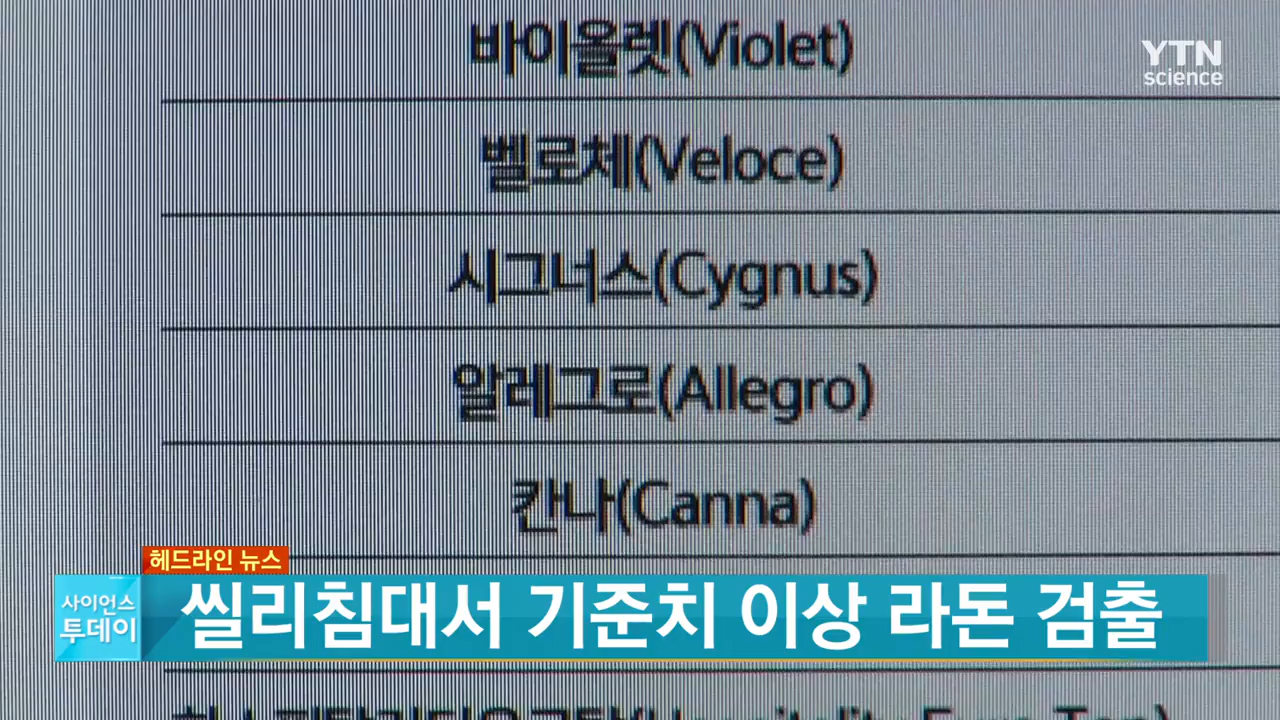 YTN
science
바이올렛(Violet)
벨로체(Veloce)
시그너스(Cygnus)
알레그로(Allegro)
칸나(Canna)
헤드라인 뉴스
사이언스
투데이
씰리침대서 기준치 이상 라돈 검출